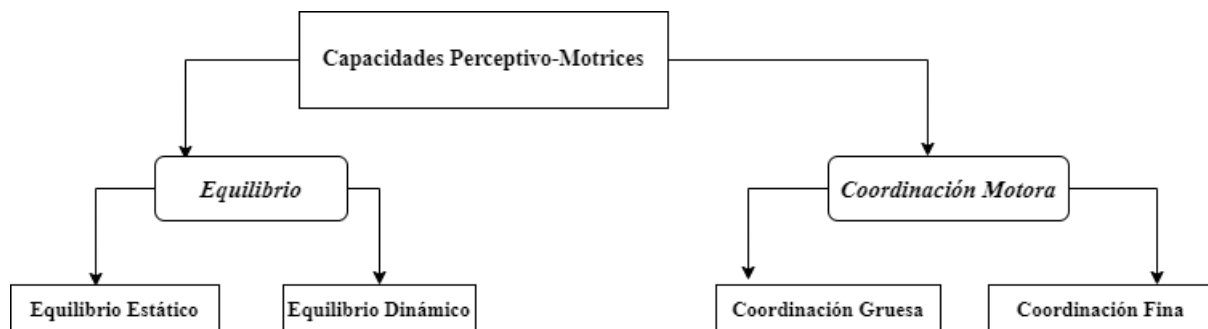 Capacidades Perceptivo-Motrices
Equilibrio
Coordinación Motora
Equilibrio Estático
Equilibrio Dinámico
Coordinación Gruesa
Coordinación Fina